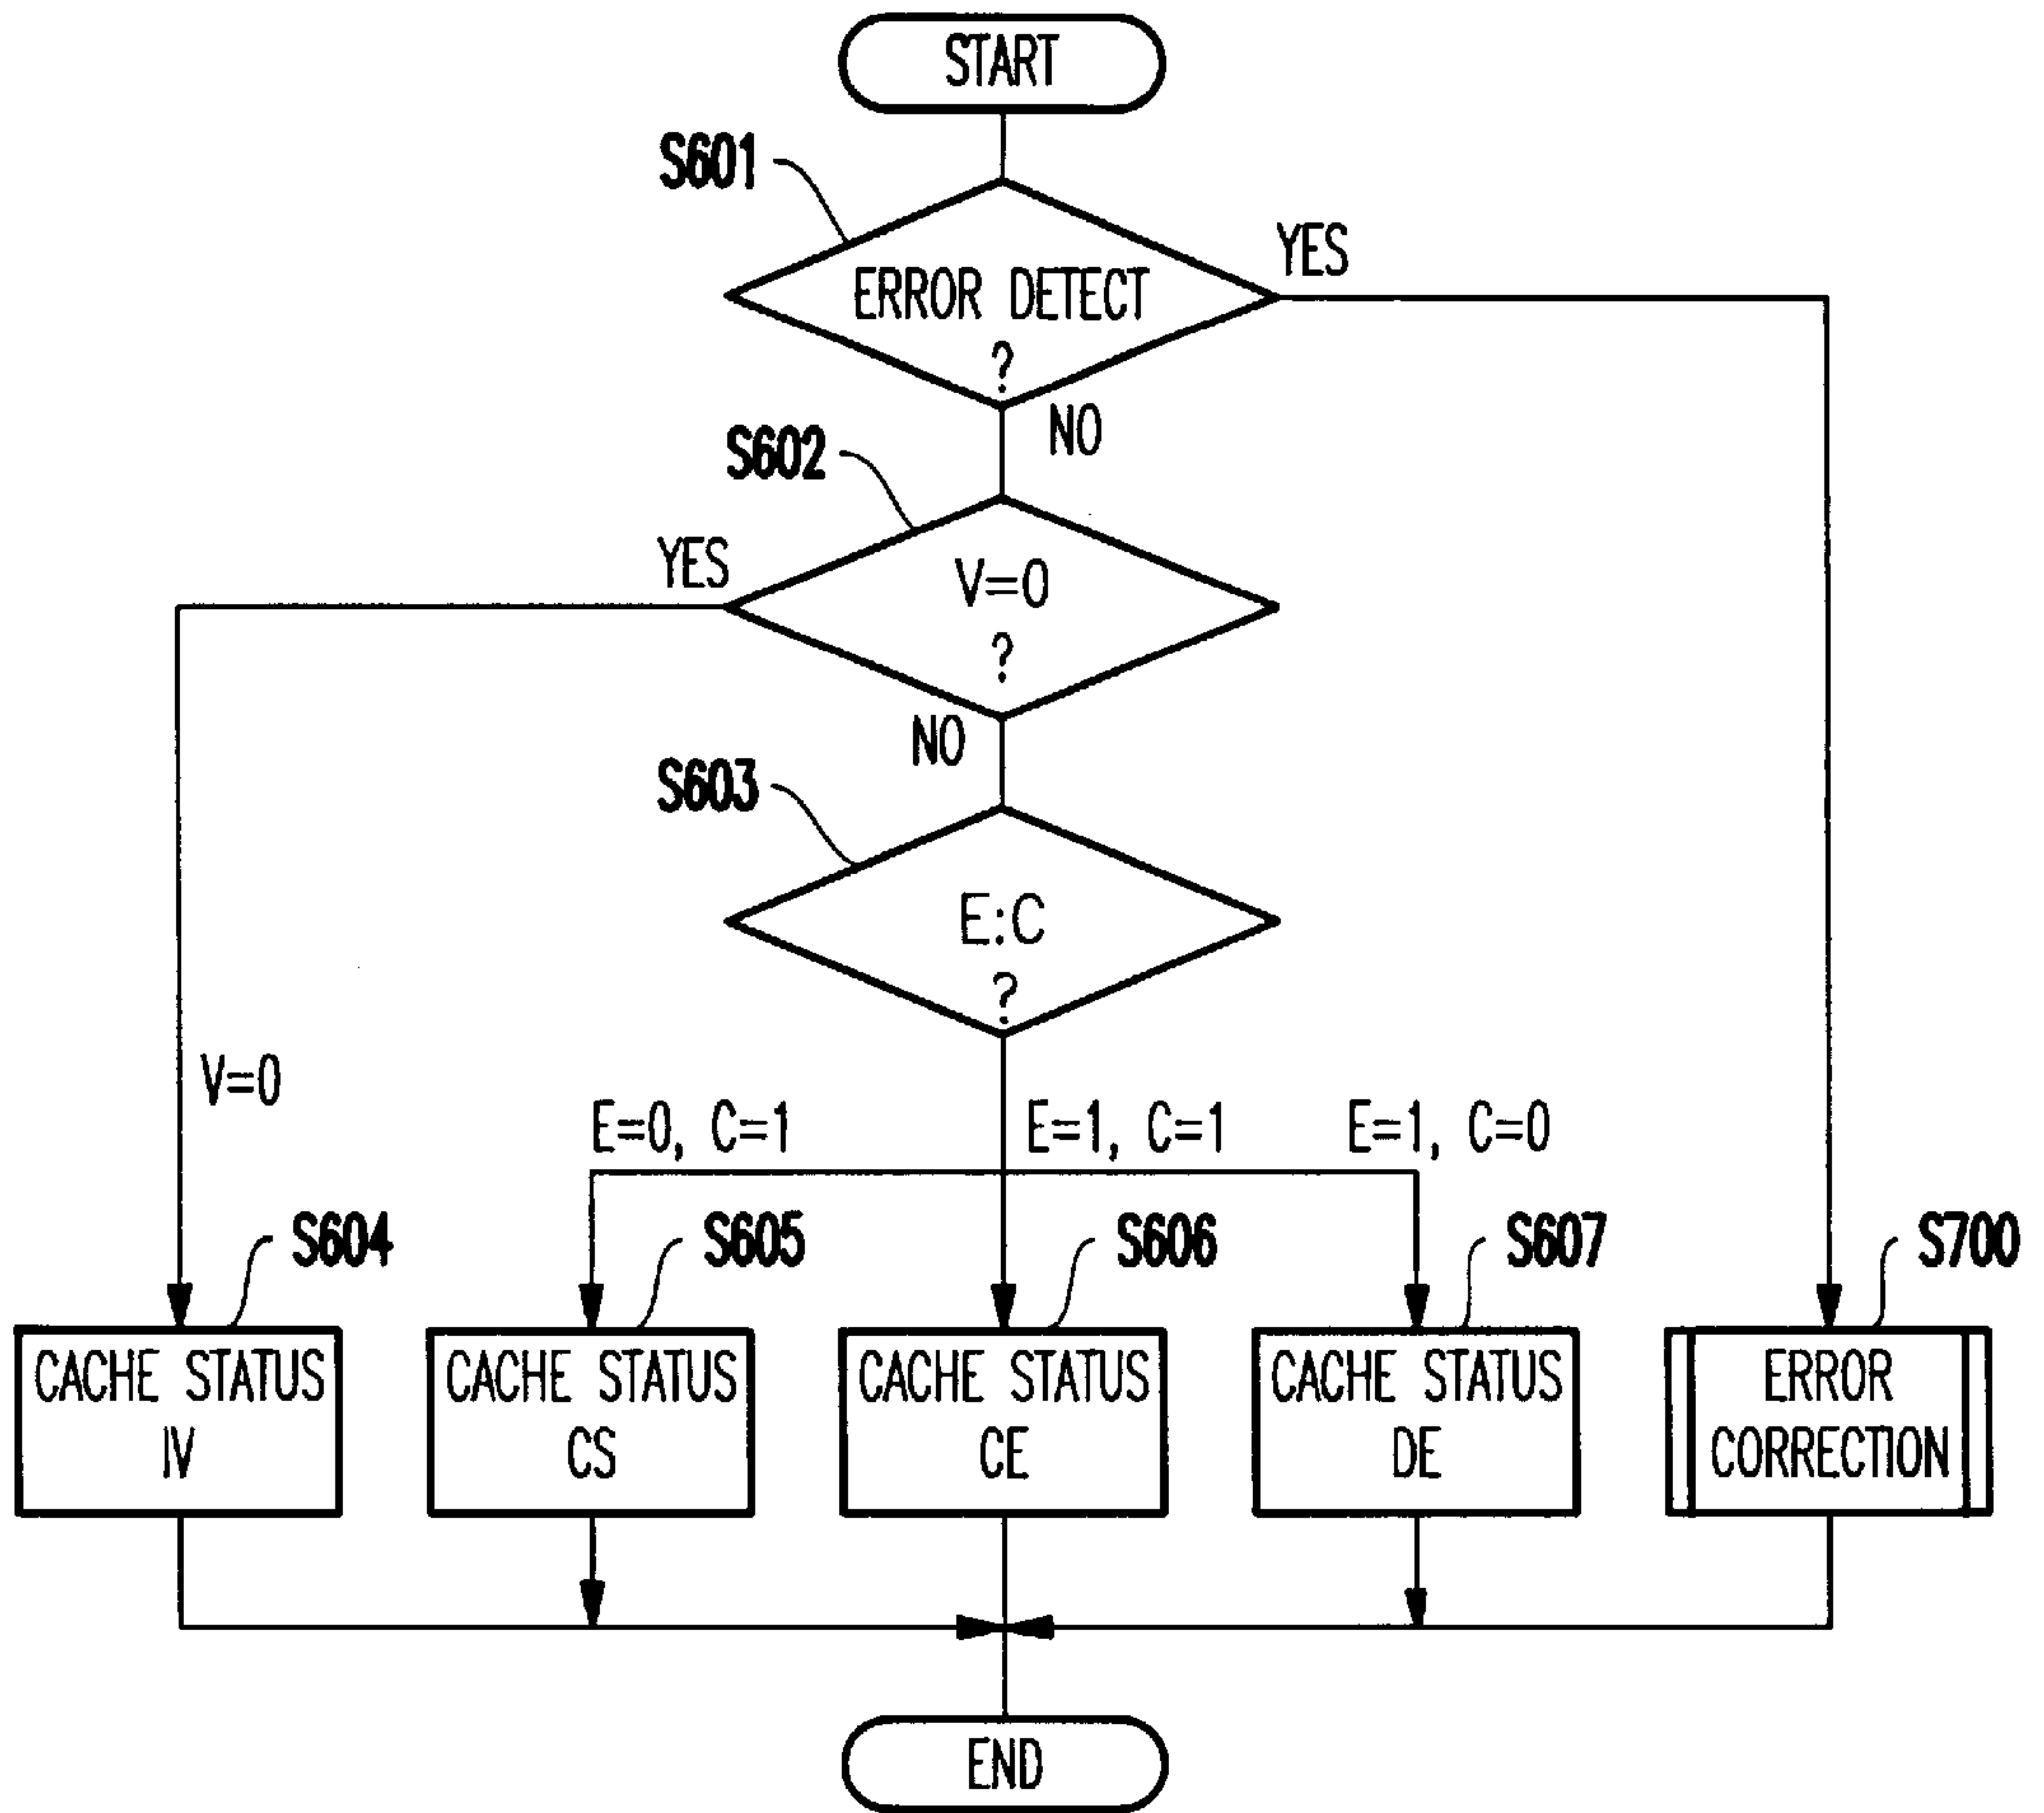 START
S601
YES
ERROR DETECT
?
NO
S602
YES
V=0
?
NO
S603
E:C
?
V=0
E=0, C=1
E=1, C=1
E=1, C=0
S604
S605
S606
S607
S700
CACHE STATUS
IV
CACHE STATUS
CS
CACHE STATUS
CE
CACHE STATUS
DE
ERROR
CORRECTION
END